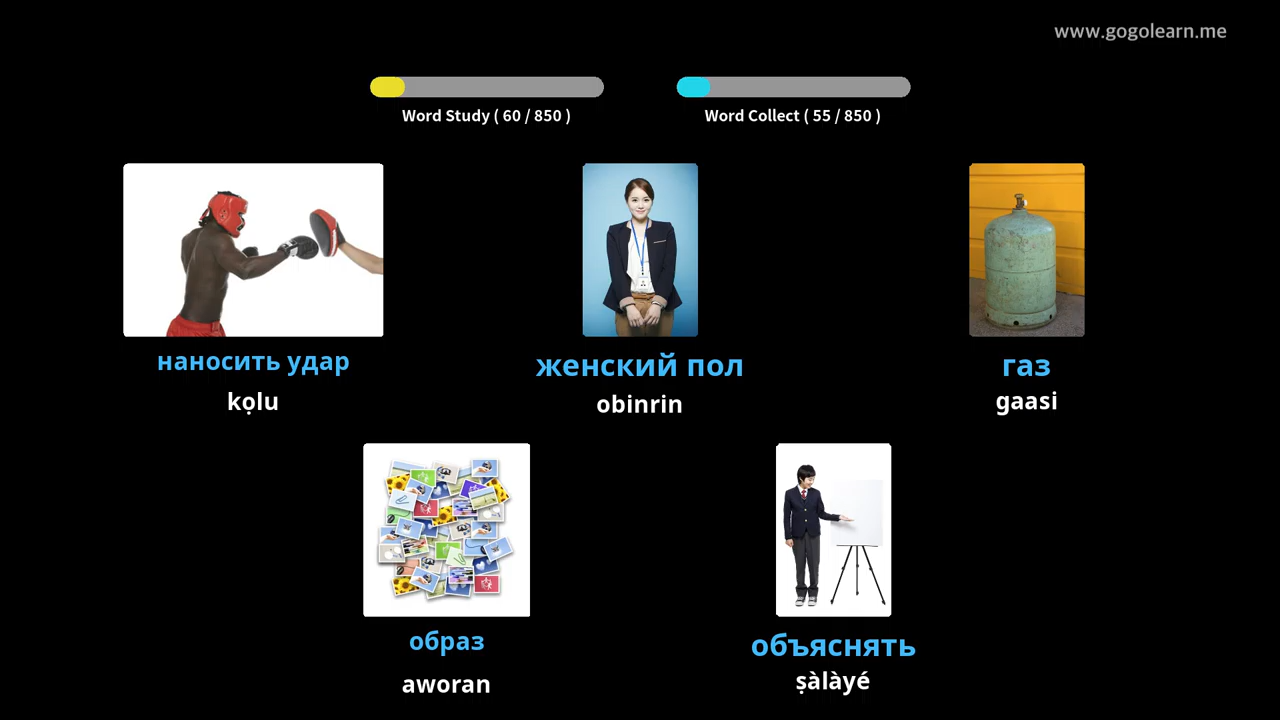 www.gogolearn.me
Word Study ( 60 / 850 )
Word Collect ( 55 / 850 )
наносить удар
kọlu
женский пол
obinrin
газ
gaasi
образ
aworan
объяснять
ṣàlàyé